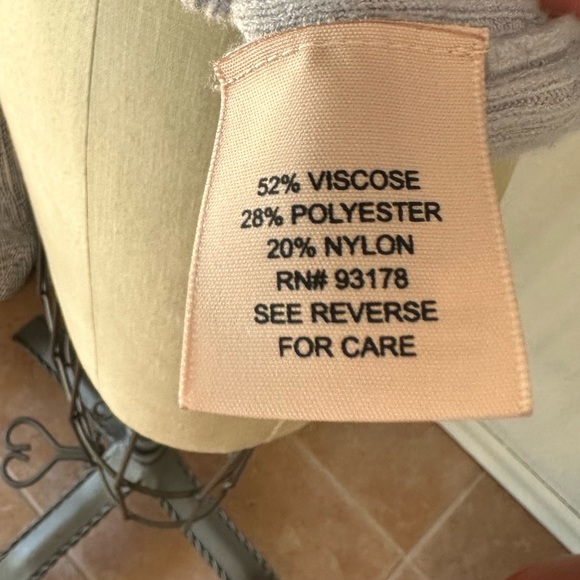 52% VISCOSE
28% POLYESTER
20% NYLON
RN# 93178
SEE REVERSE
FOR CARE